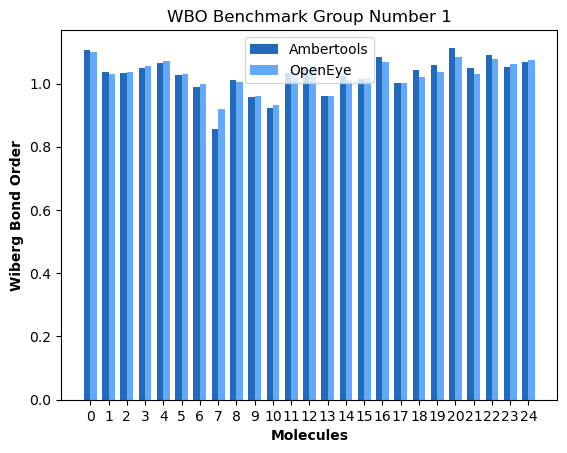 WBO Benchmark Group Number 1
Ambertools
OpenEye
Wiberg Bond Order
1.0
0.8
0.6
0.4
0.2
0.0
0 1 2 3 4 5 6 7 8 9 10 11 12 13 14 15 16 17 18 19 20 21 22 23 24
Molecules